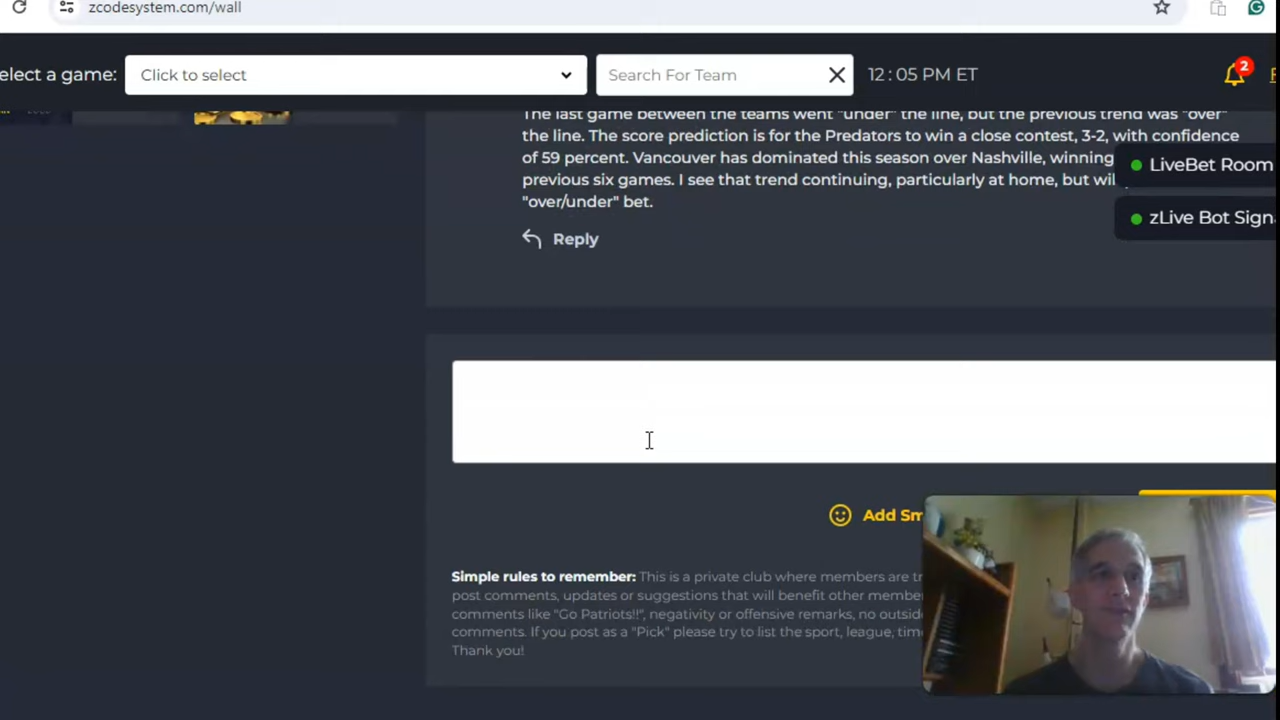 zcodesystem.com/wall
elect a game:
Click to select
Search For Team
12:05 PM ET
2
The last game between the teams went "under" the line, but the previous trend was "over"
the line. The score prediction is for the Predators to win a close contest, 3-2, with confidence
of 59 percent. Vancouver has dominated this season over Nashville, winning
LiveBet Room
previous six games. I see that trend continuing, particularly at home, but wil
"over/under" bet.
zLive Bot Sign
Reply
Add Sm
Simple rules to remember: This is a private club where members are tr
post comments, updates or suggestions that will benefit other membe
comments like "Go Patriots!!", negativity or offensive remarks, no outsid
comments. If you post as a "Pick" please try to list the sport, league, tim
Thank you!